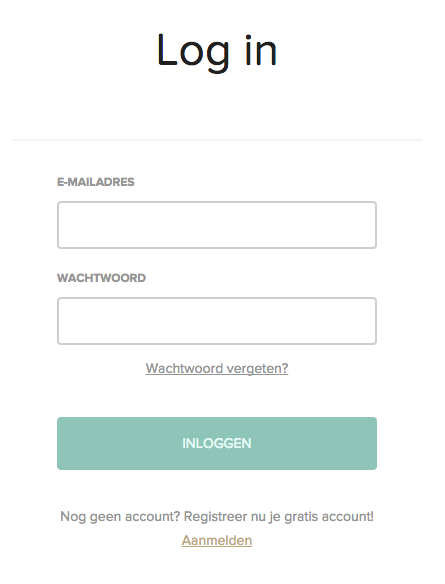 Log in
E-MAILADRES
WACHTWOORD
Wachtwoord vergeten?
INLOGGEN
Nog geen account? Registreer nu je gratis account!
Aanmelden